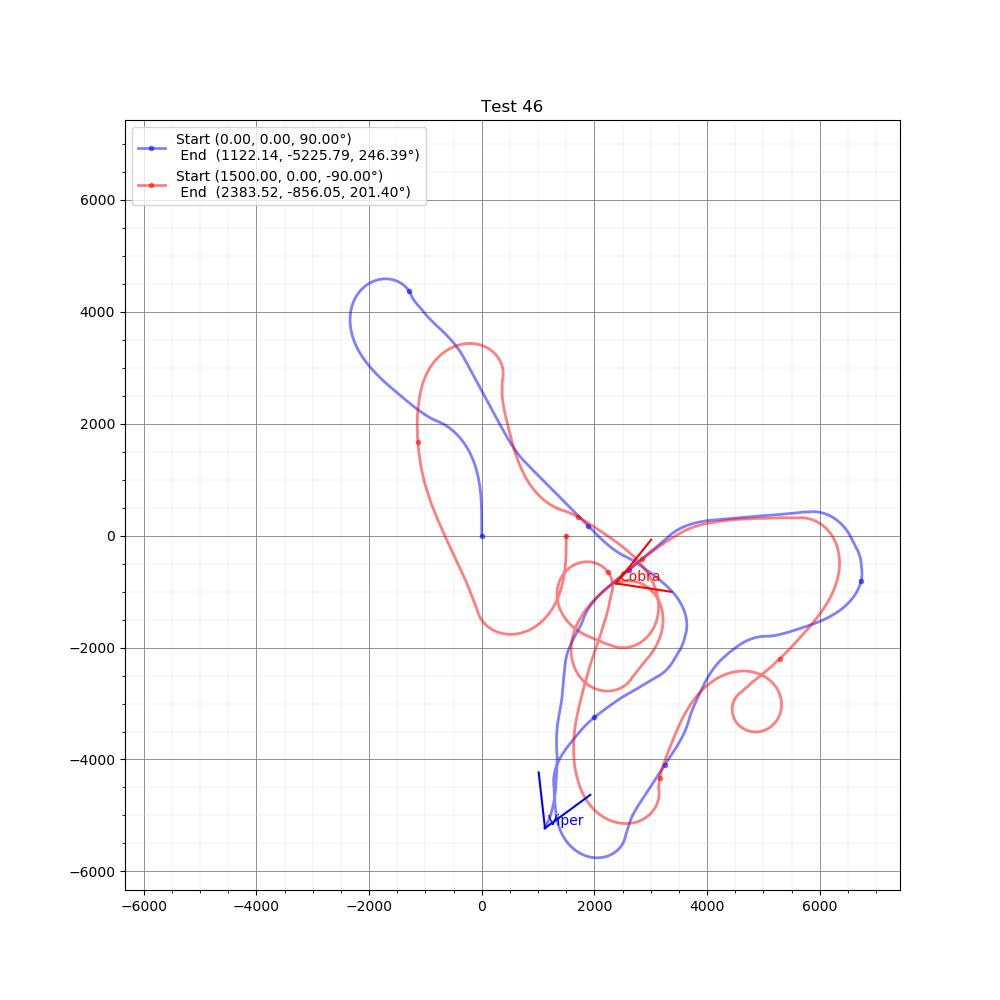 Test 46
Start (0.00, 0.00, 90.00°)
End  (1122.14, -5225.79, 246.39°)
Start (1500.00, 0.00, -90.00°)
End  (2383.52, -856.05, 201.40°)
6000
4000
2000
0
−2000
−4000
−6000
Cobra
Viper
−6000 −4000 −2000 0 2000 4000 6000